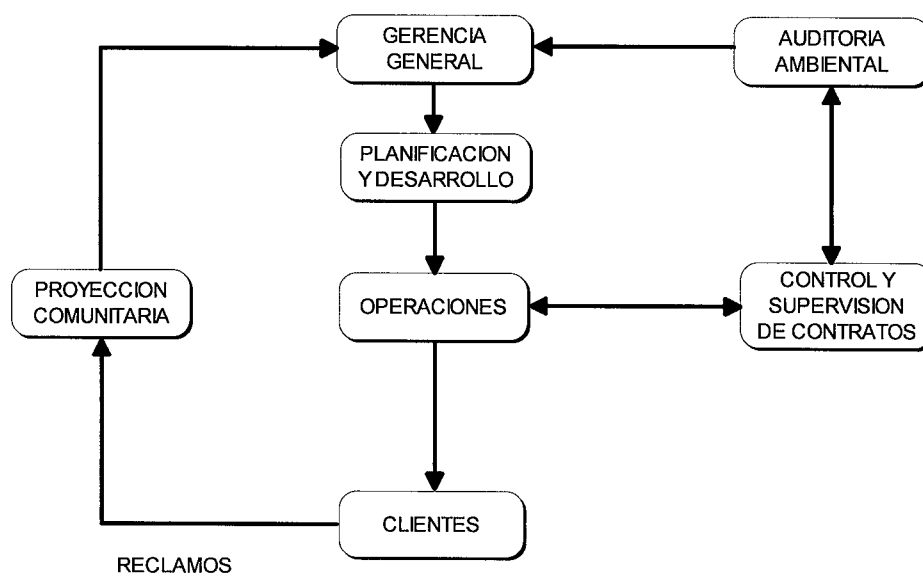 GERENCIA
GENERAL
AUDITORIA
AMBIENTAL
PLANIFICACION
Y DESARROLLO
PROYECCION
COMUNITARIA
OPERACIONES
CONTROL Y
SUPERVISION
DE CONTRATOS
CLIENTES
RECLAMOS